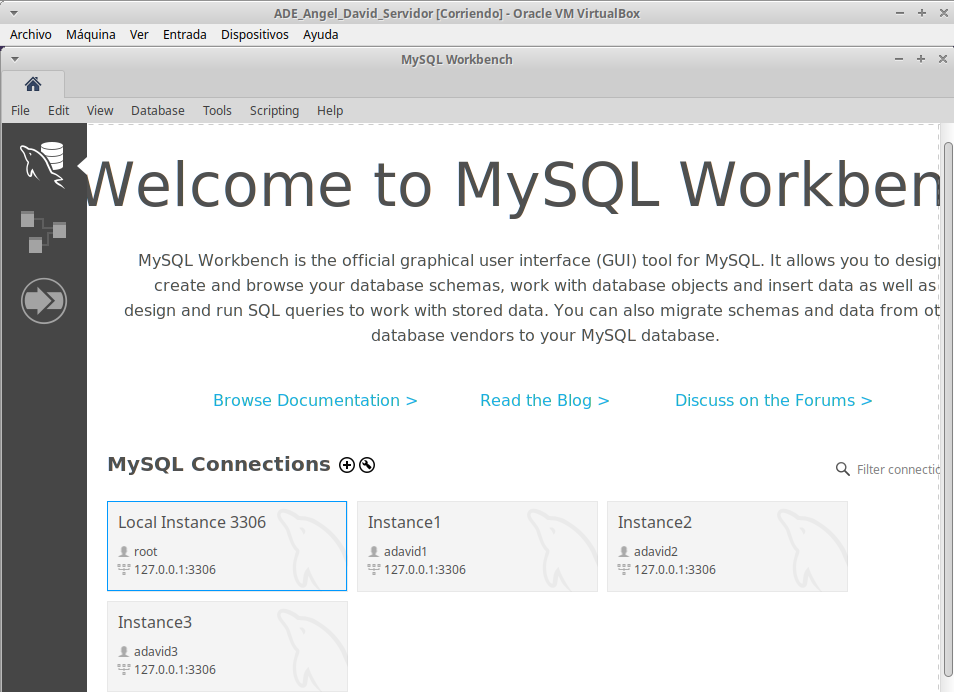 ADE_Angel_David_Servidor [Corriendo] - Oracle VM VirtualBox
Archivo Máquina Ver Entrada Dispositivos Ayuda
MySQL Workbench
File Edit View Database Tools Scripting Help
Welcome to MySQL Workben
MySQL Workbench is the official graphical user interface (GUI) tool for MySQL. It allows you to design
create and browse your database schemas, work with database objects and insert data as well as
design and run SQL queries to work with stored data. You can also migrate schemas and data from ot
database vendors to your MySQL database.
Browse Documentation > Read the Blog > Discuss on the Forums >
MySQL Connections
Filter connectio
Local Instance 3306
root
127.0.0.1:3306
Instance1
adavid1
127.0.0.1:3306
Instance2
adavid2
127.0.0.1:3306
Instance3
adavid3
127.0.0.1:3306